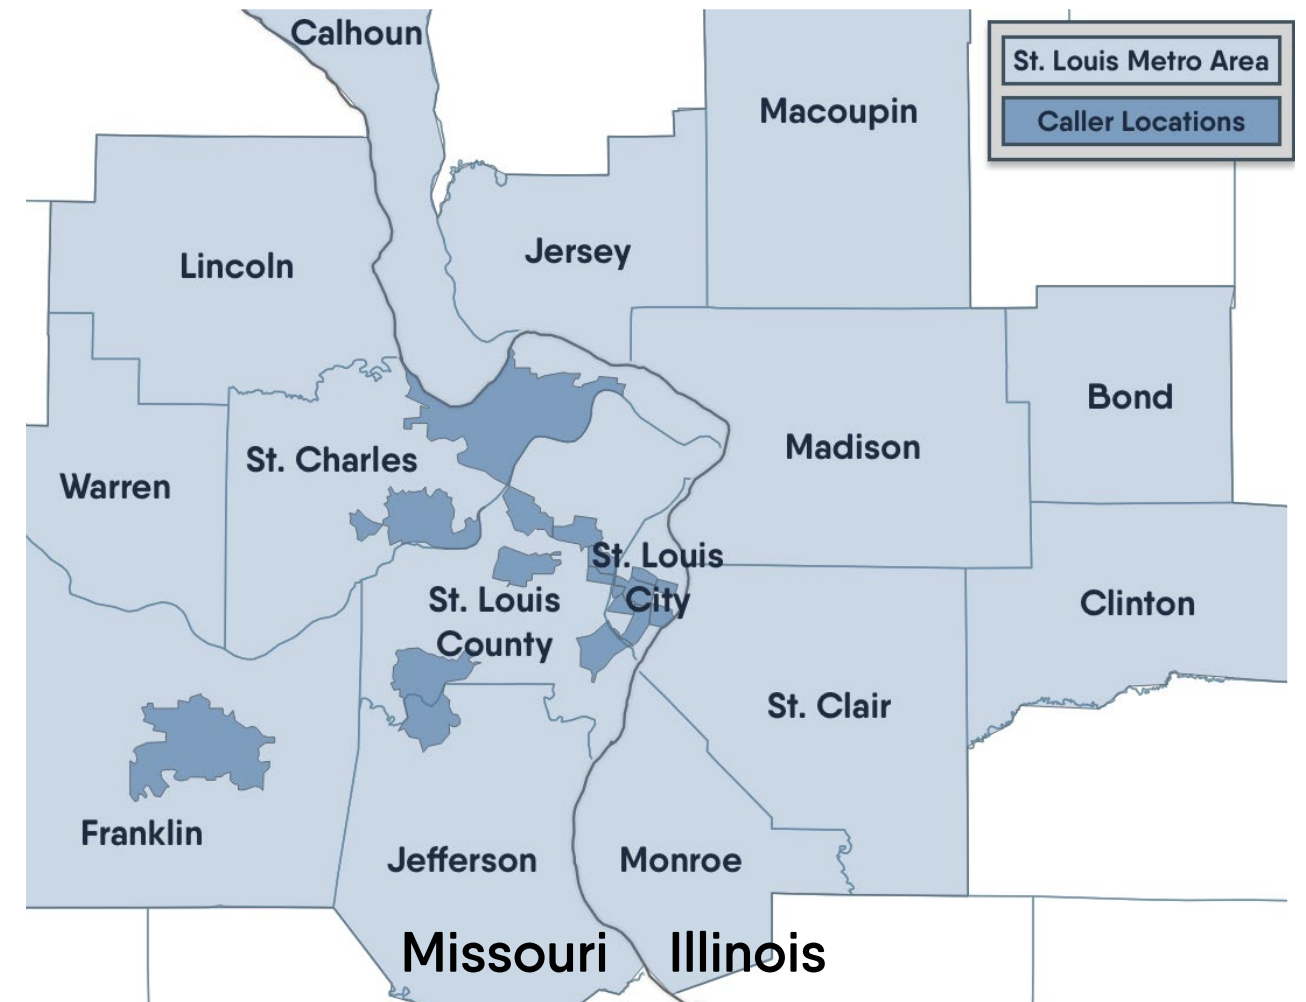 Calhoun
St. Louis Metro Area
Caller Locations
Macoupin
Lincoln
Jersey
Bond
Madison
St. Charles
Warren
St. Louis
City
St. Louis
County
Clinton
St. Clair
Franklin
Jefferson
Monroe
Missouri
Illinois